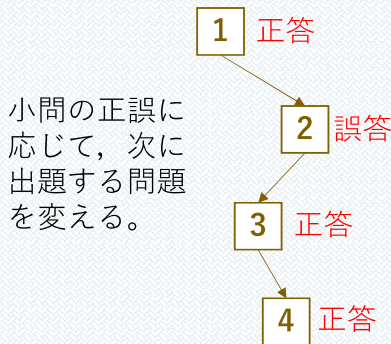 1 正答
2 誤答
小問の正誤に
応じて，次に
出題する問題
を変える。
3 正答
4 正答